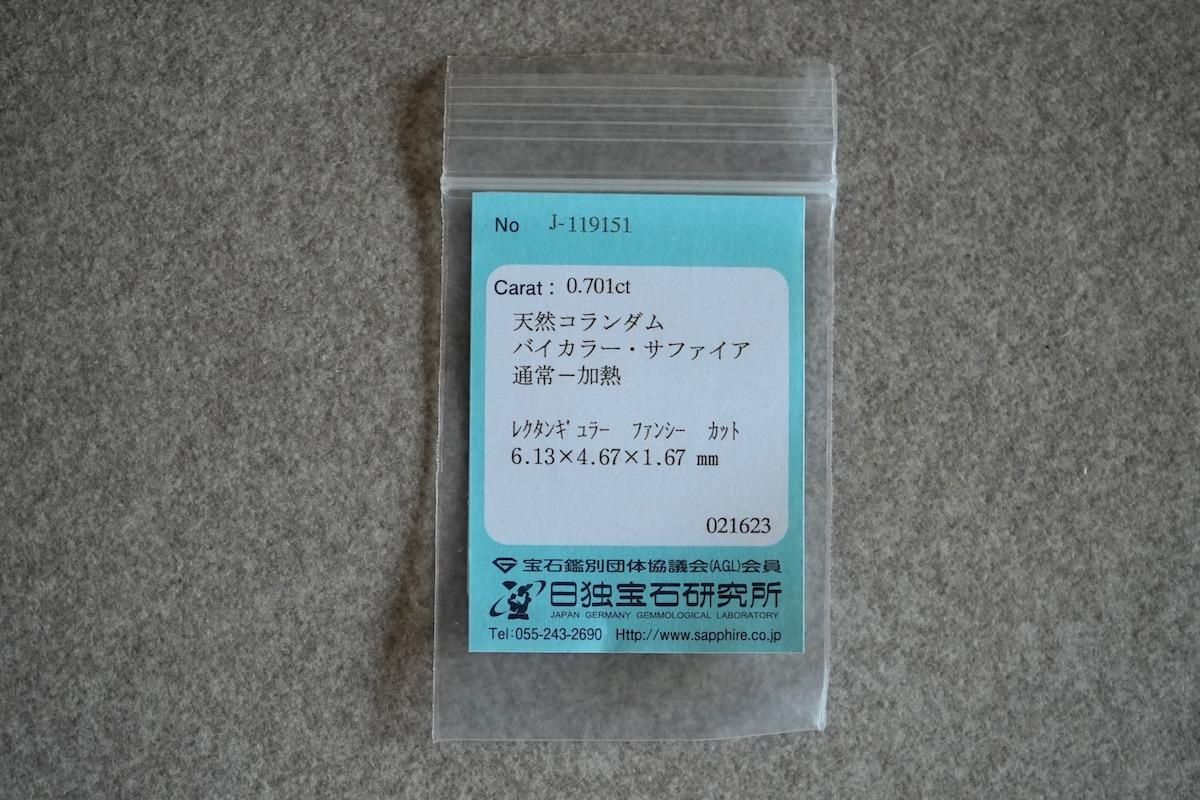 No J-119151
Carat : 0.701ct
天然コランダム
バイカラー・サファイア
通常－加熱
ﾚｸﾀﾝｷﾞｭﾗｰ ﾌｧﾝｼｰ ｶｯﾄ
6.13×4.67×1.67 mm
021623
宝石鑑別団体協議会(A.G.L)会員
日独宝石研究所
JAPAN GERMANY GEMMOLOGICAL LABORATORY
Tel:055-243-2690 Http://www.sapphire.co.jp